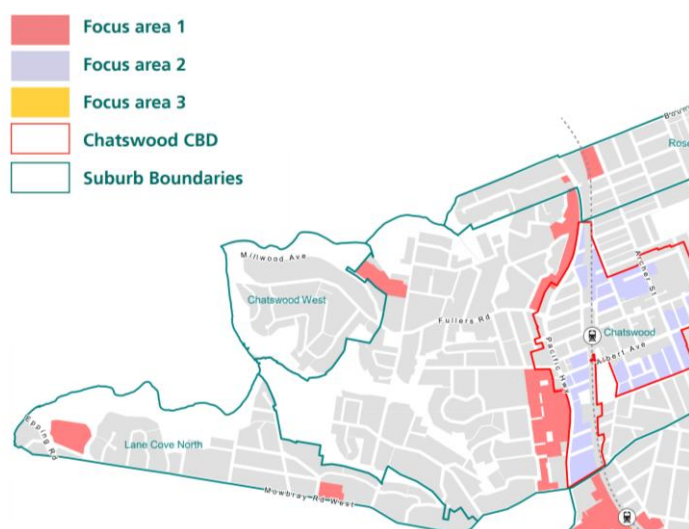 Focus area 1
Focus area 2
Focus area 3
Chatswood CBD
Suburb Boundaries
Rose
Millwood Ave
Archer St
Chatswood West
Fullers Rd
Chatswood
Albert Ave
Pacific Hwy
Epping Rd
Lane Cove North
Mowbray Rd West